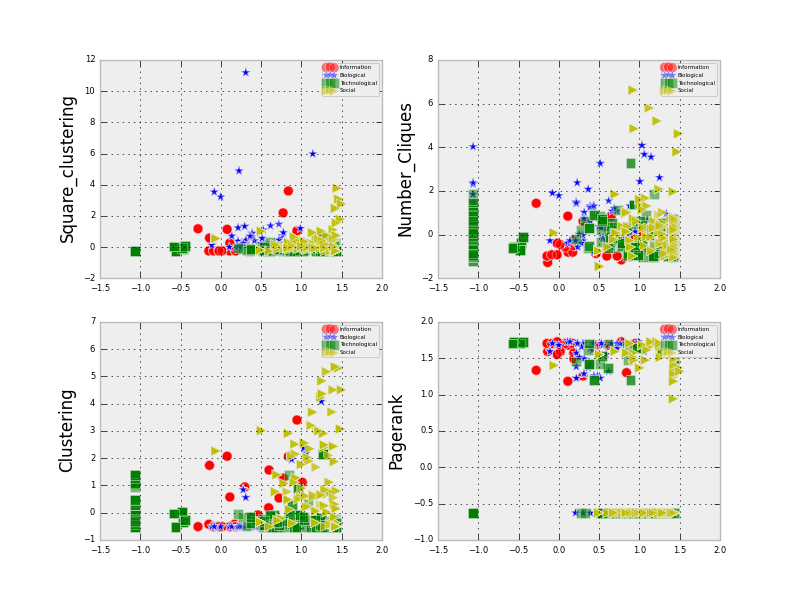 Square_clustering
12
10
8
6
4
2
0
−2
−1.5 −1.0 −0.5 0.0 0.5 1.0 1.5 2.0
Information
Biological
Technological
Social
Number_Cliques
8
6
4
2
0
−2
−1.5 −1.0 −0.5 0.0 0.5 1.0 1.5 2.0
Information
Biological
Technological
Social
Clustering
7
6
5
4
3
2
1
0
−1
−1.5 −1.0 −0.5 0.0 0.5 1.0 1.5 2.0
Information
Biological
Technological
Social
Pagerank
2.0
1.5
1.0
0.5
0.0
−0.5
−1.0
−1.5 −1.0 −0.5 0.0 0.5 1.0 1.5 2.0
Information
Biological
Technological
Social